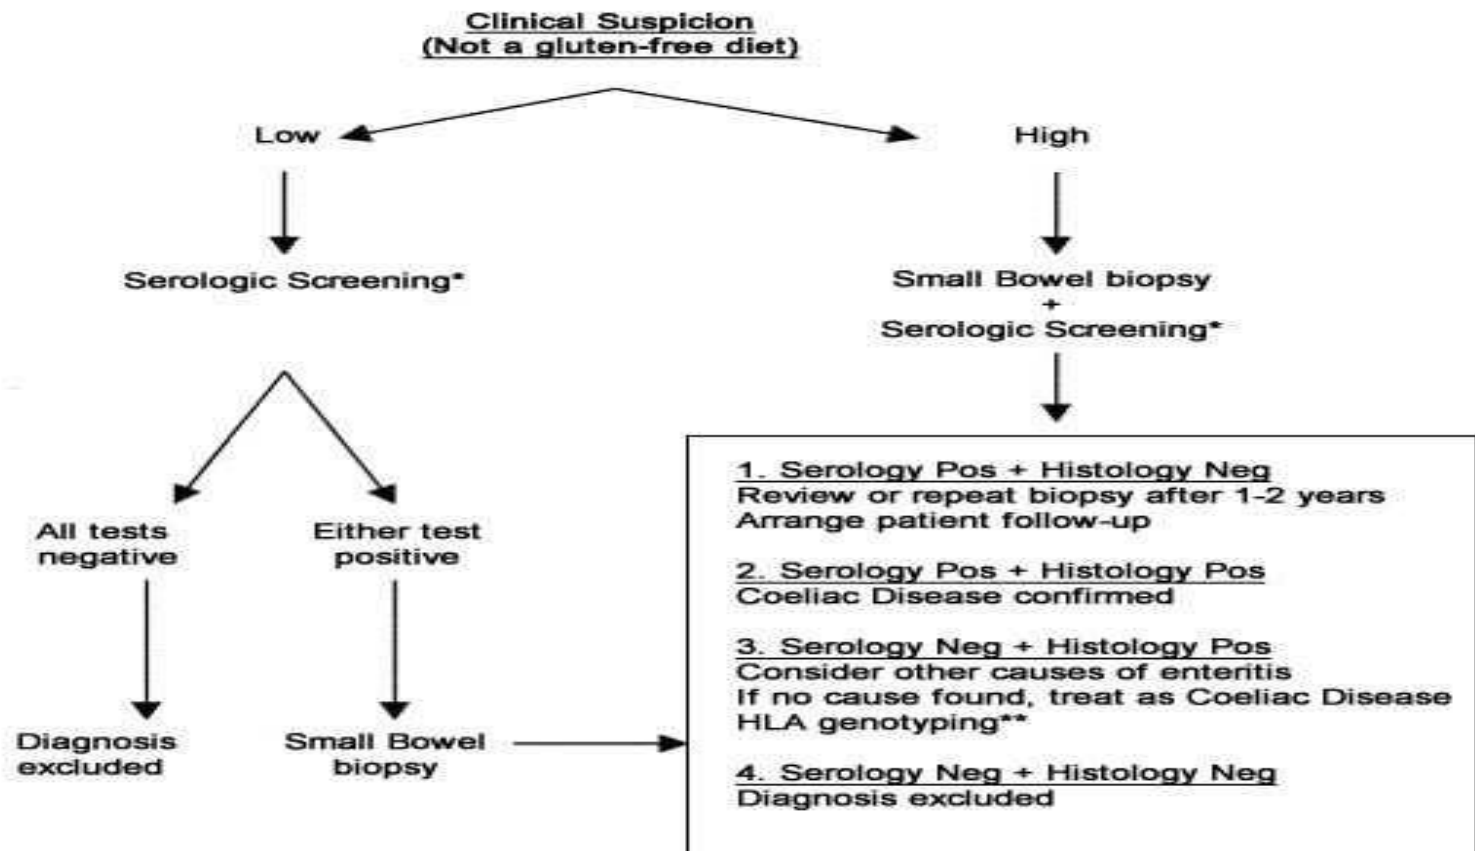 Clinical Suspicion
(Not a gluten-free diet)
Low
High
Serologic Screening*
Small Bowel biopsy
+
Serologic Screening*
All tests
negative
Either test
positive
Diagnosis
excluded
Small Bowel
biopsy
1. Serology Pos + Histology Neg
Review or repeat biopsy after 1-2 years
Arrange patient follow-up
2. Serology Pos + Histology Pos
Coeliac Disease confirmed
3. Serology Neg + Histology Pos
Consider other causes of enteritis
If no cause found, treat as Coeliac Disease
HLA genotyping**
4. Serology Neg + Histology Neg
Diagnosis excluded